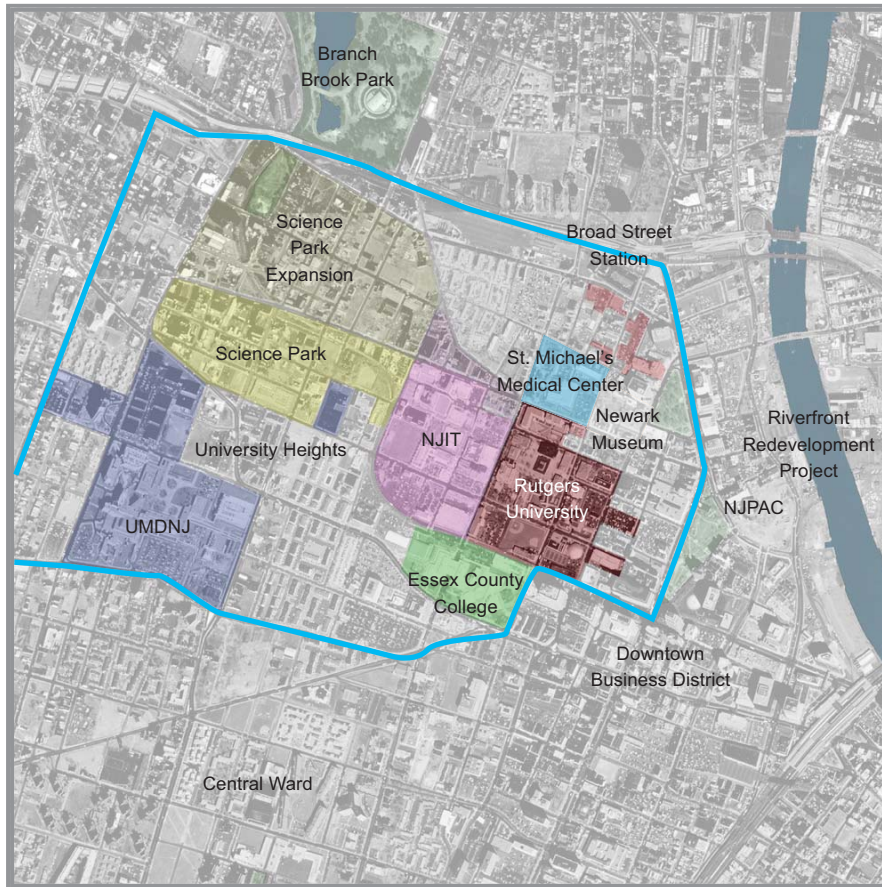 Branch
Brook Park
Science
Park
Expansion
Broad Street
Station
Science Park
St. Michael's
Medical Center
Newark
Museum
Riverfront
Redevelopment
Project
University Heights
NJIT
Rutgers
University
NJPAC
UMDNJ
Essex County
College
Downtown
Business District
Central Ward